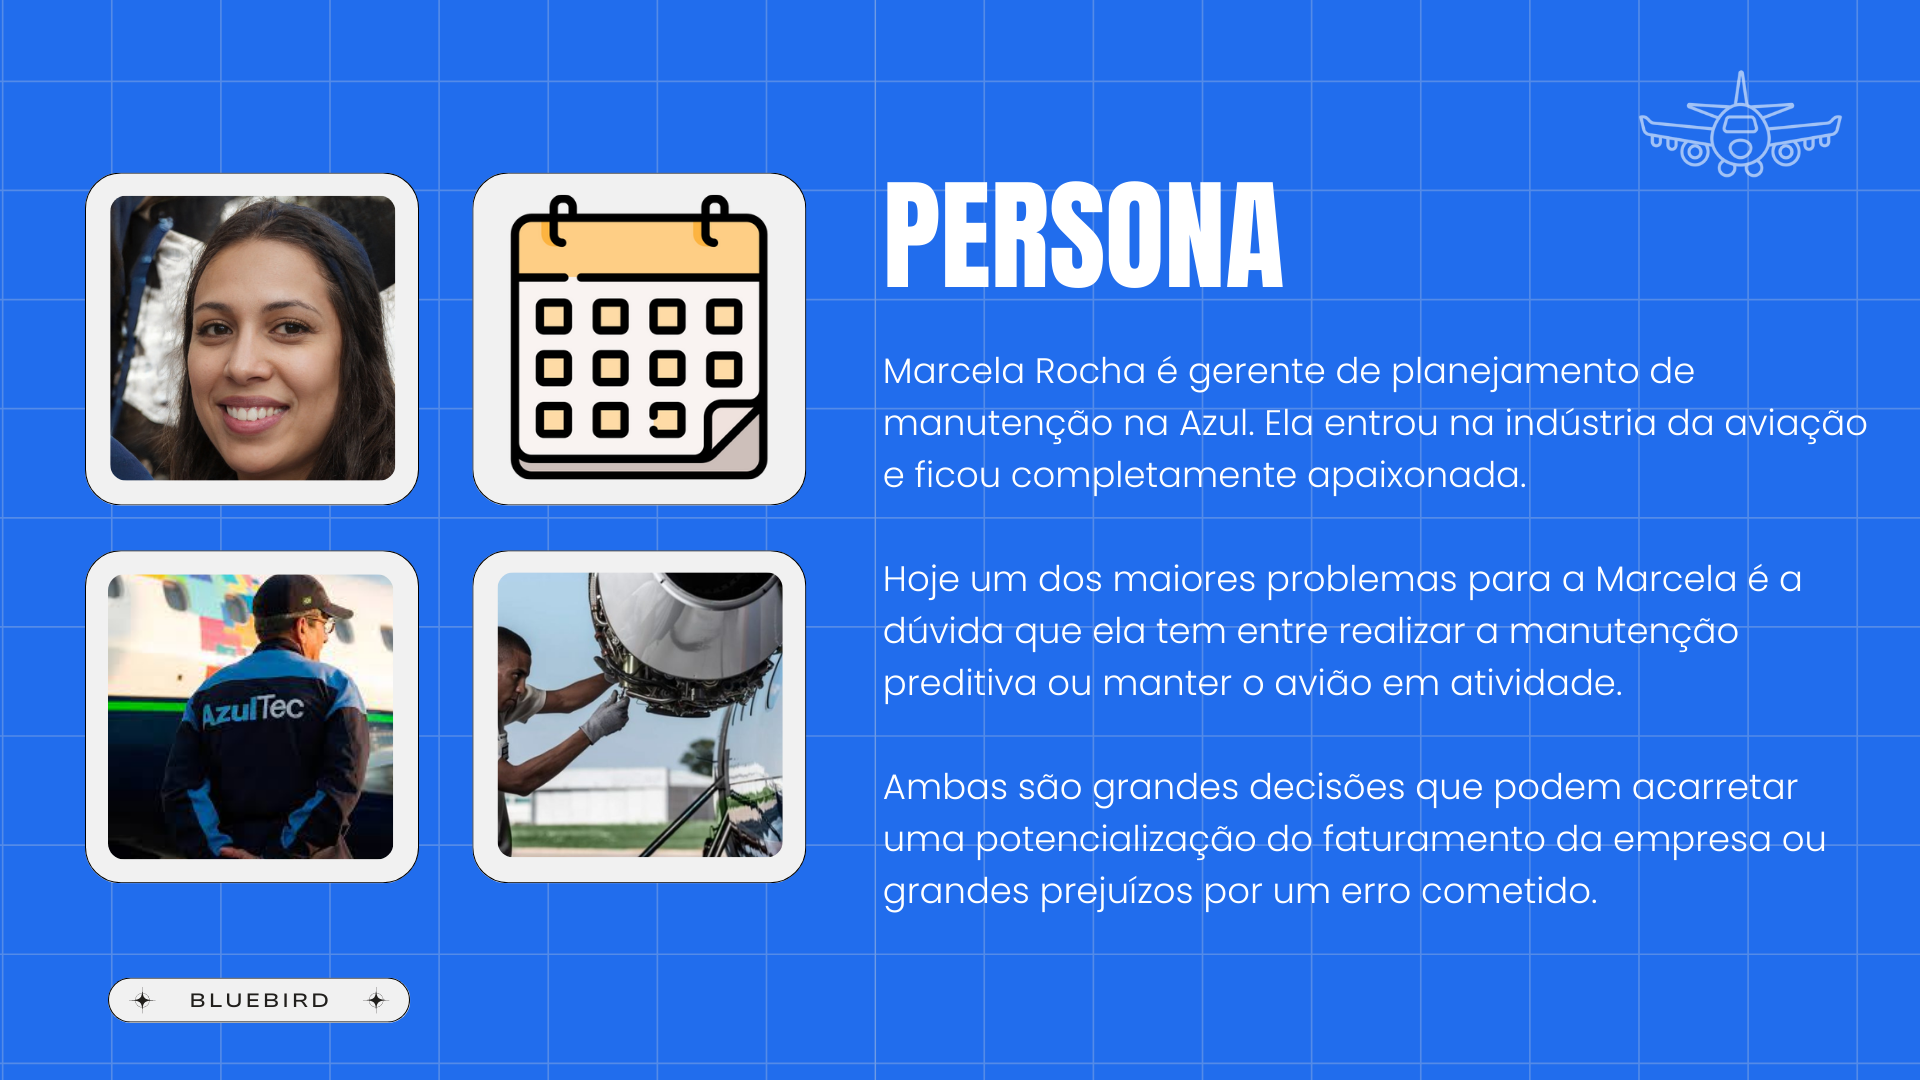 PERSONA
Marcela Rocha é gerente de planejamento de
manutenção na Azul. Ela entrou na indústria da aviação
e ficou completamente apaixonada.
Hoje um dos maiores problemas para a Marcela é a
dúvida que ela tem entre realizar a manutenção
preditiva ou manter o avião em atividade.
Ambas são grandes decisões que podem acarretar
uma potencialização do faturamento da empresa ou
grandes prejuízos por um erro cometido.
AzulTec
BLUEBIRD